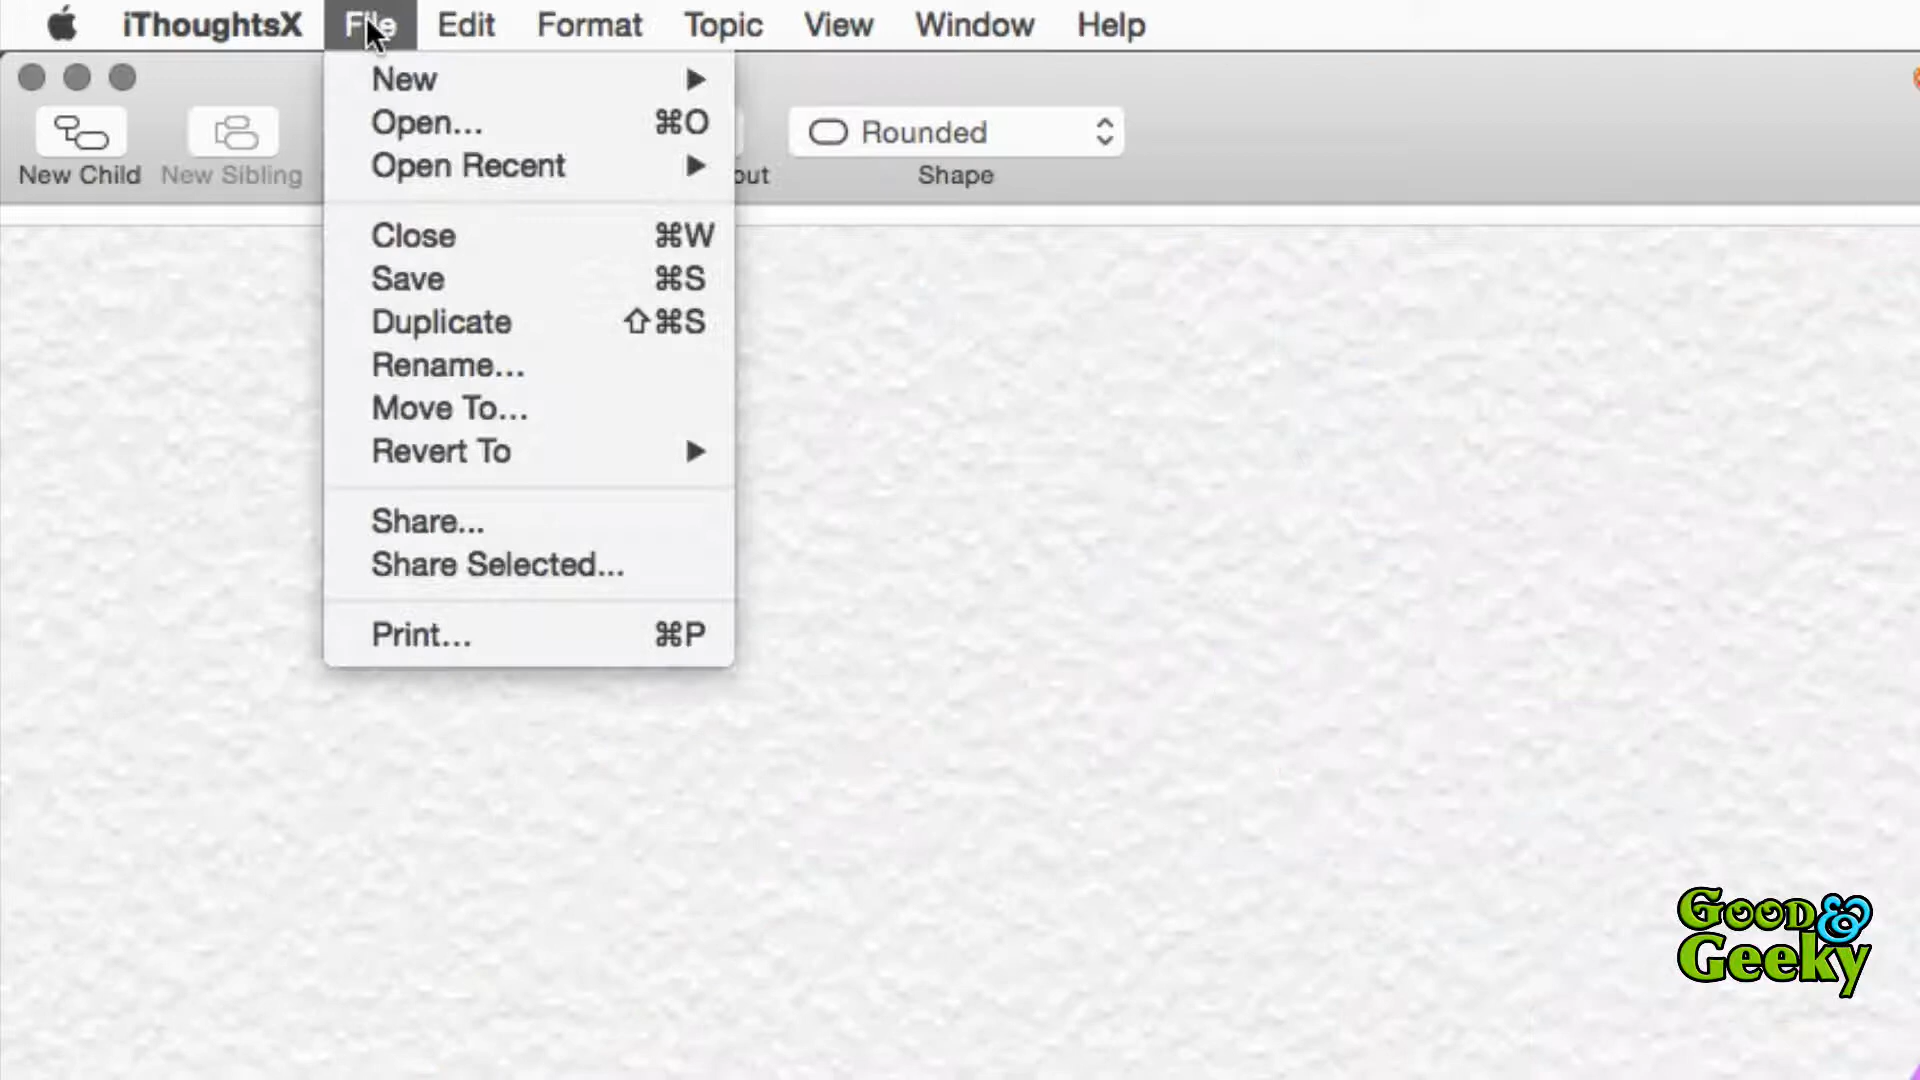 iThoughtsX File Edit Format Topic View Window Help
New
Open... ⌘O
Open Recent
Close ⌘W
Save ⌘S
Duplicate ⇧⌘S
Rename...
Move To...
Revert To
Share...
Share Selected...
Print... ⌘P
Rounded
New Child New Sibling out Shape
Good &
Geeky